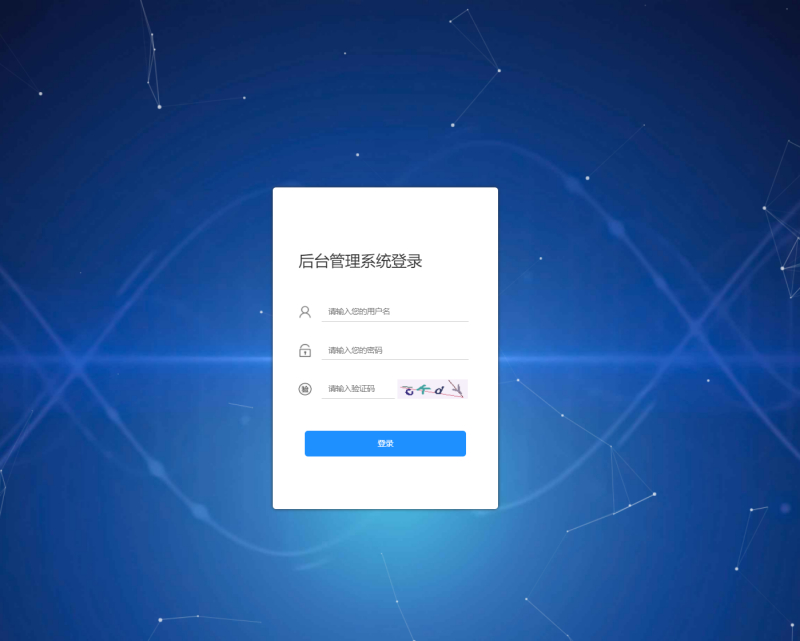 后台管理系统登录
请输入您的用户名
请输入您的密码
验 请输入验证码
登录